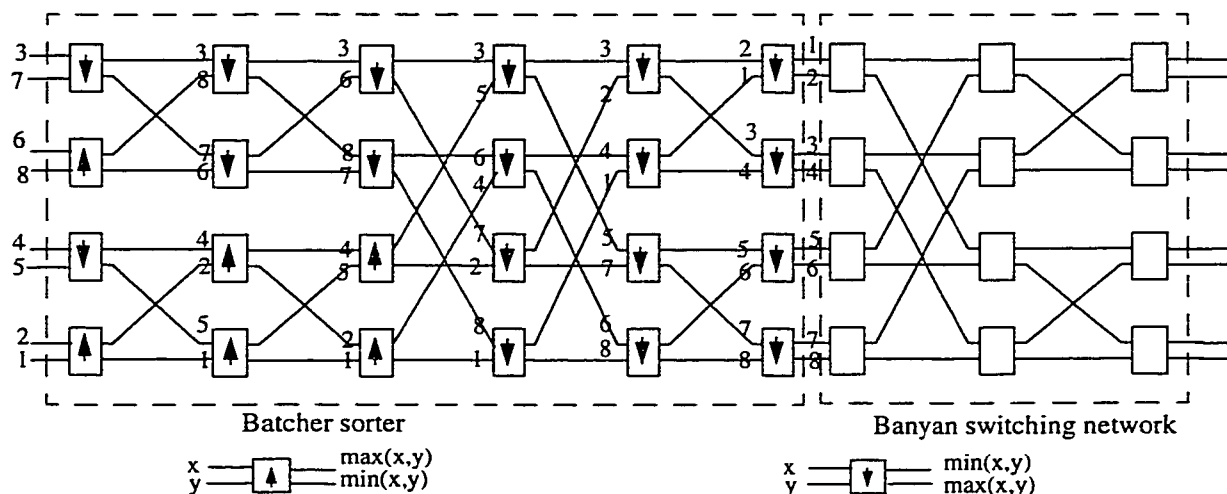 3 3 3 3 3 2 1
7 8 6 5 2 1 2
6 7 8 6 4 3 3
8 6 7 4 1 4 4
4 4 4 7 5 5 5
5 2 5 2 7 6 6
2 5 2 8 6 7 7
1 1 1 1 8 8 8
Batcher sorter
Banyan switching network
x max(x,y)
y min(x,y)
x min(x,y)
y max(x,y)